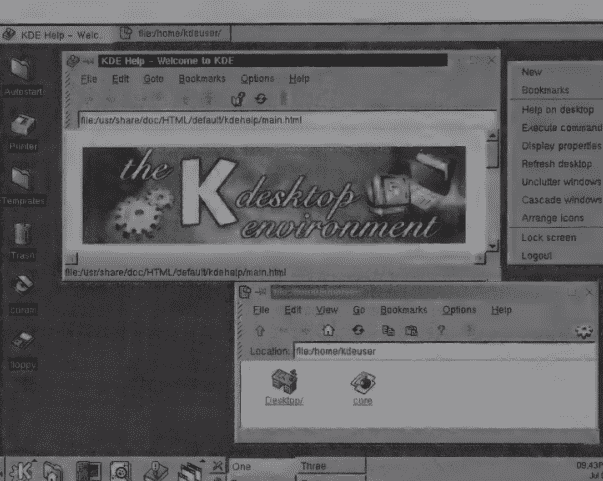 KDE Help - Welc.
file:/home/kdeuser/
Autostart
Printer
Templates
Trash
floppy
KDE Help - Welcome to KDE
File Edit Goto Bookmarks Options Help
file:/usr/share/doc/HTML/default/kdehelp/main.html
the K desktop
environment
file:/usr/share/doc/HTML/default/kdehelp/main.html
New
Bookmarks
Help on desktop
Execute command
Display properties
Refresh desktop
Unclutter windows
Cascade windows
Arrange icons
Lock screen
Logout
File Edit View Go Bookmarks Options Help
Location: file:/home/kdeuser
Desktop/
core
One
Three